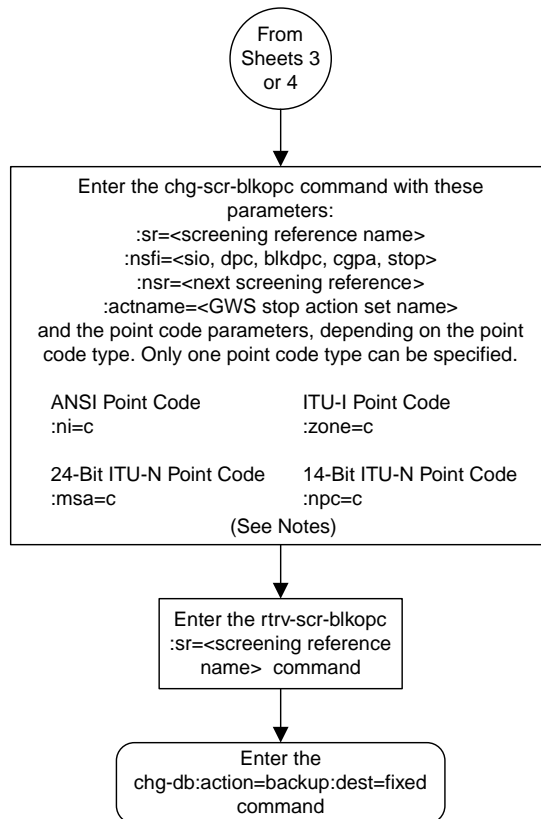 From
Sheets 3
or 4
Enter the chg-scr-blkopc command with these
parameters:
:sr=<screening reference name>
:nsfi=<sio, dpc, blkdpc, cgpa, stop>
:nsr=<next screening reference>
:actname=<GWS stop action set name>
and the point code parameters, depending on the point
code type. Only one point code type can be specified.
ANSI Point Code
:ni=c
ITU-I Point Code
:zone=c
24-Bit ITU-N Point Code
:msa=c
14-Bit ITU-N Point Code
:npc=c
(See Notes)
Enter the rtrv-scr-blkopc
:sr=<screening reference
name> command
Enter the
chg-db:action=backup:dest=fixed
command